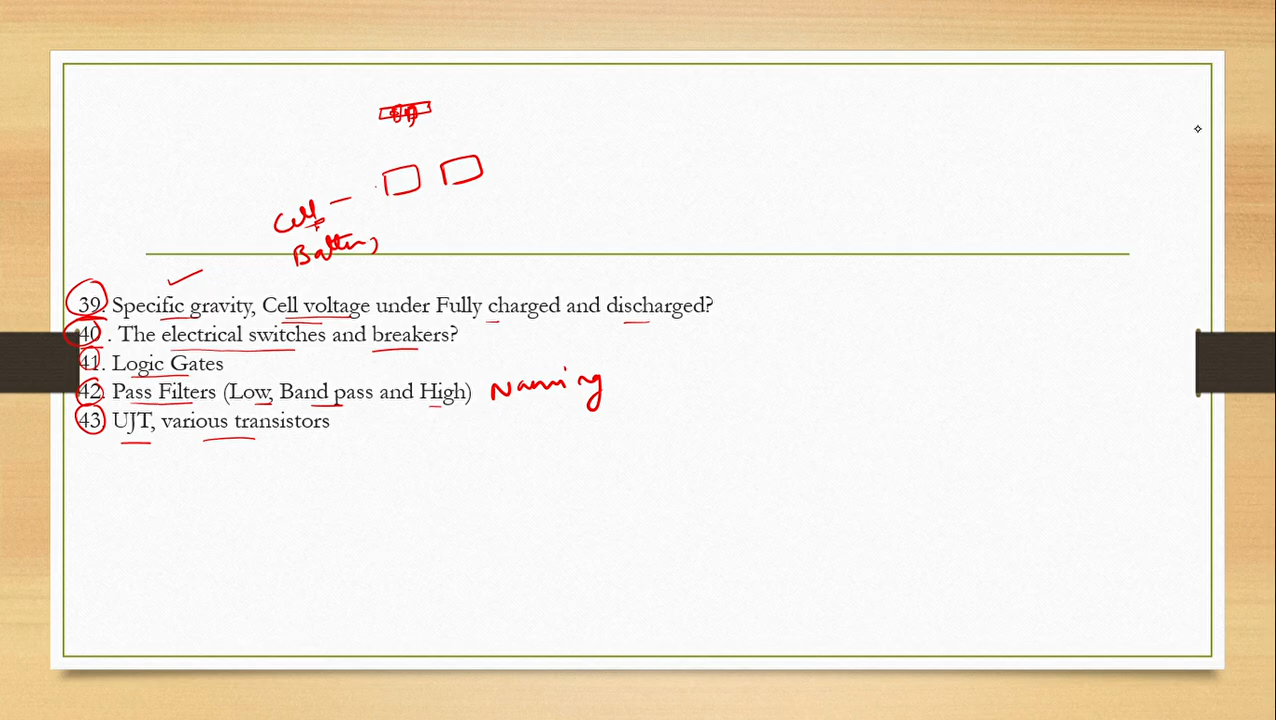 Cell
Battery
39. Specific gravity, Cell voltage under Fully charged and discharged?
40 . The electrical switches and breakers?
41. Logic Gates
42. Pass Filters (Low, Band pass and High) Naming
43. UJT, various transistors